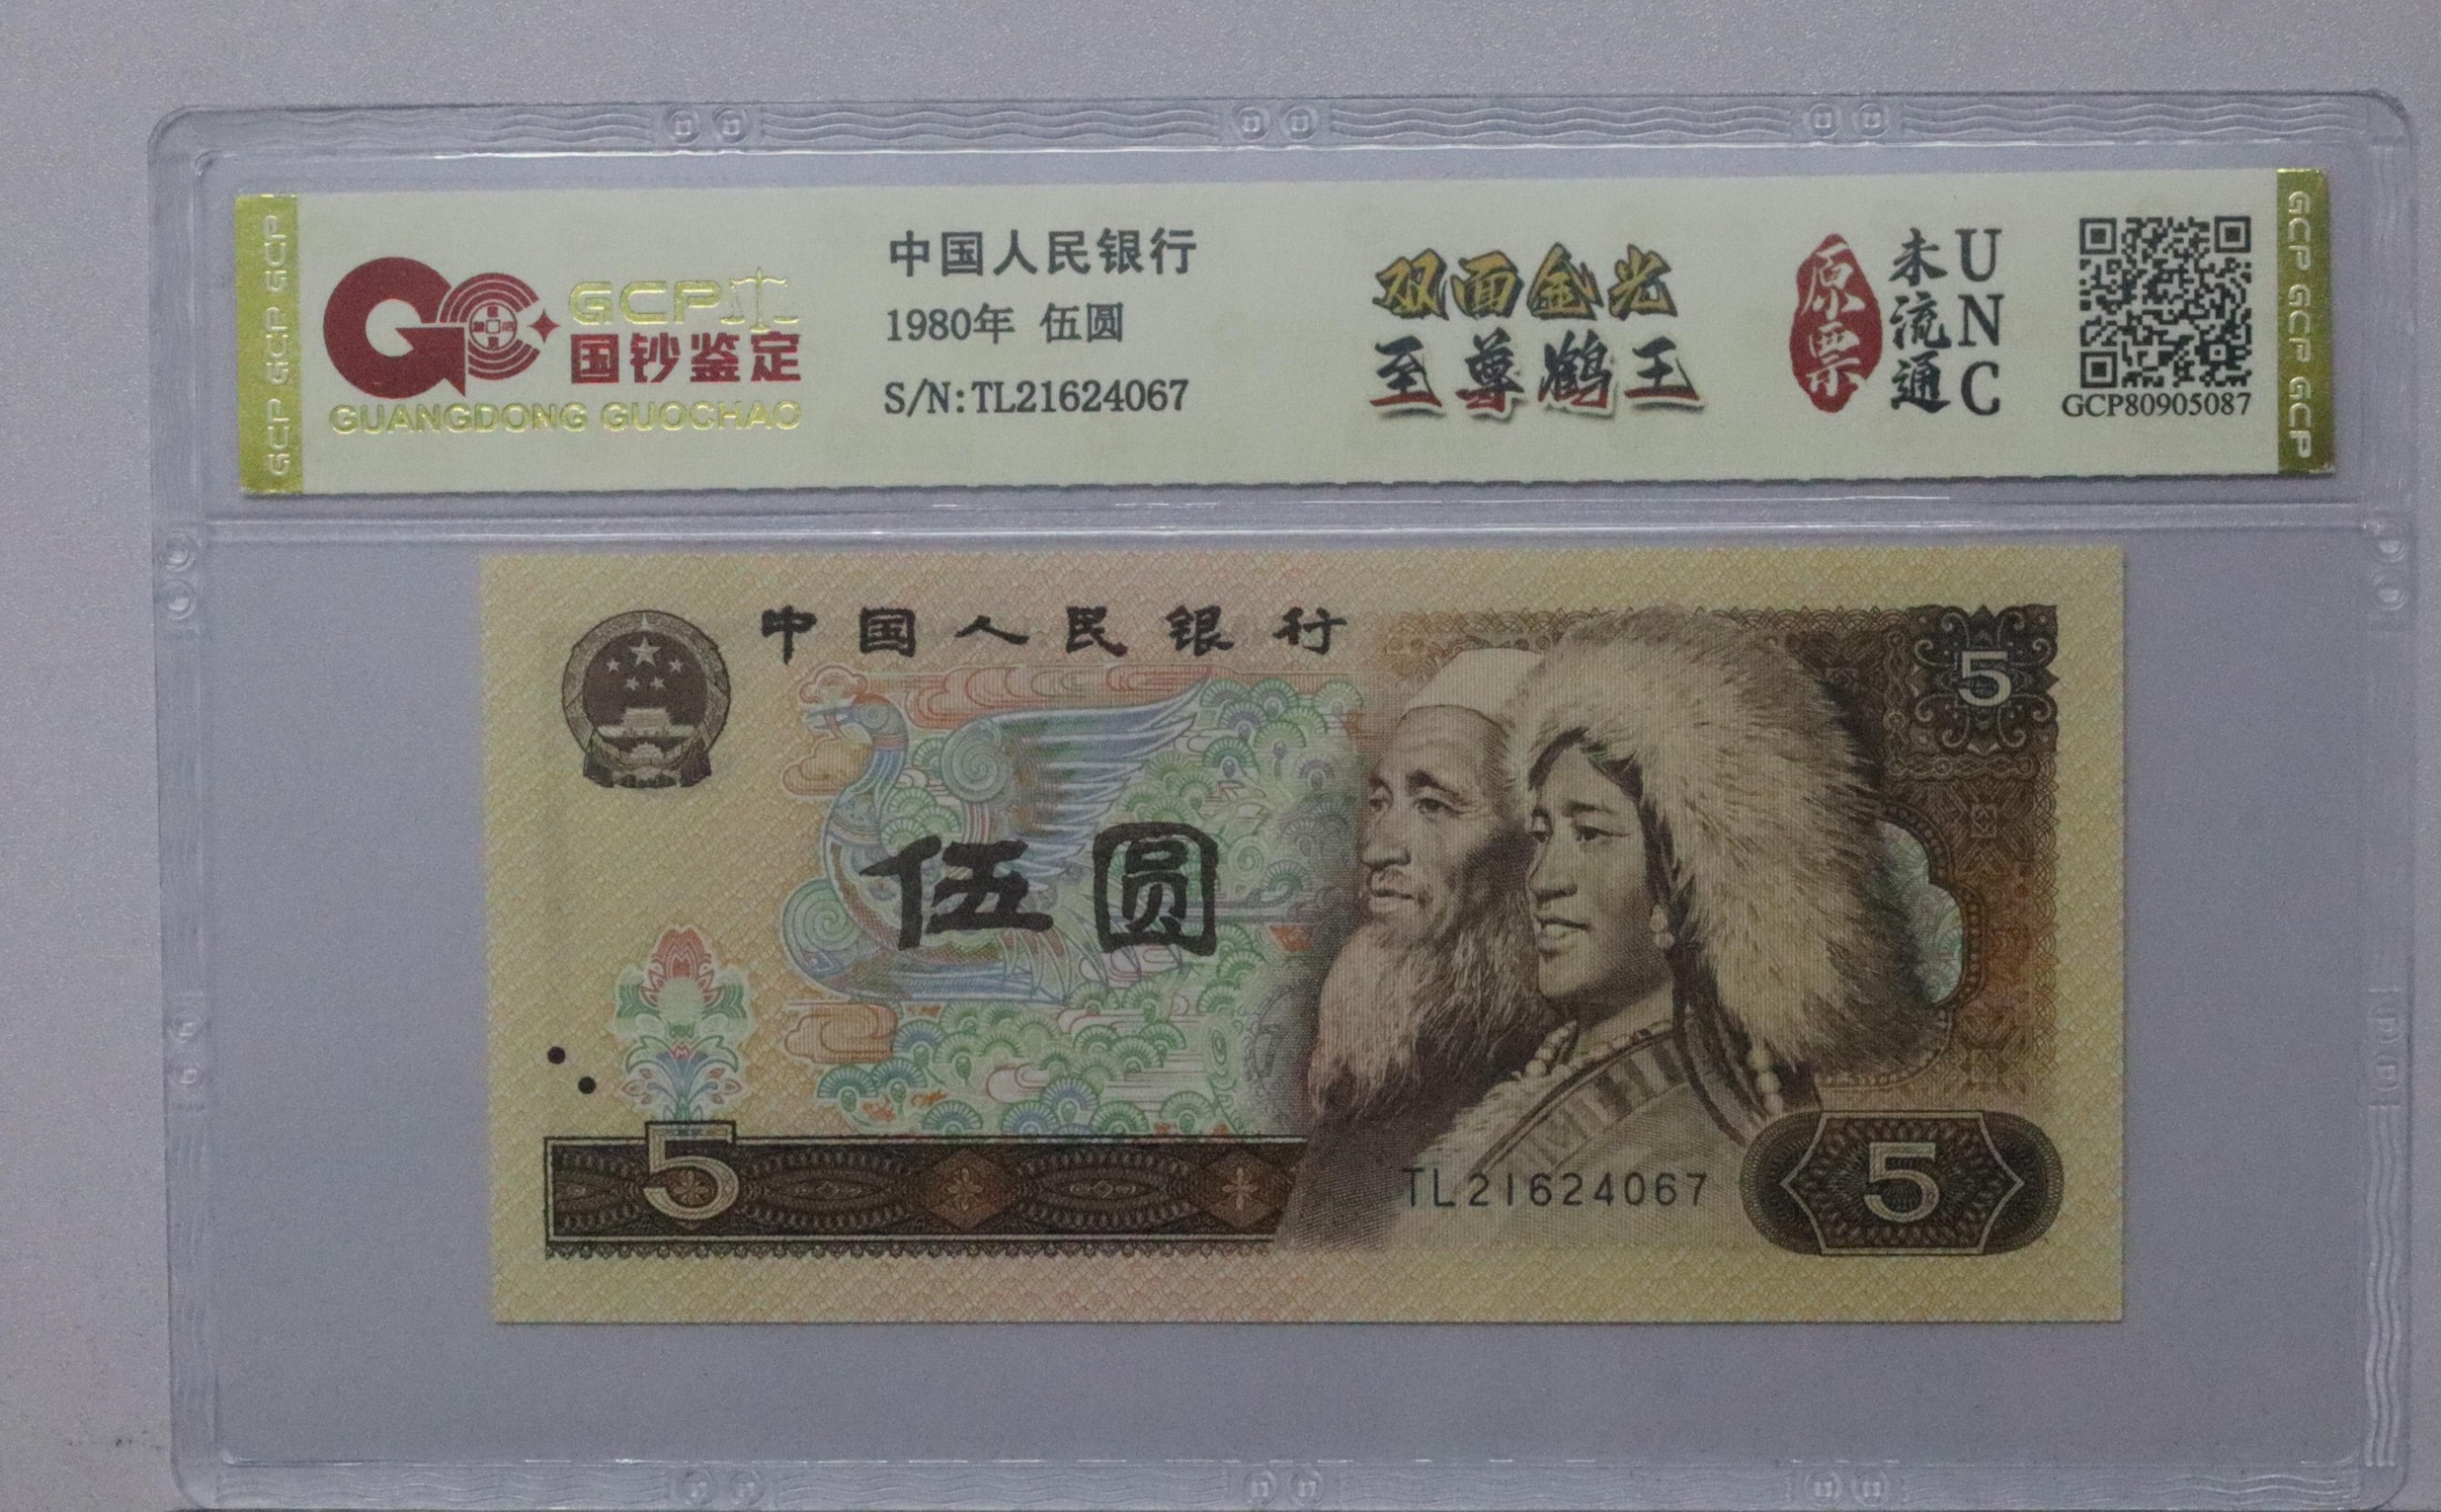 GCP GCP GCP
GCP
国钞鉴定
GUANGDONG GUOCHAO
中国人民银行
1980年 伍圆
S/N:TL21624067
双面金光
至尊鹤王
原票
未流通
UNC
GCP80905087
GCP GCP GCP
中国人民银行
5
伍圆
5
TL21624067
5